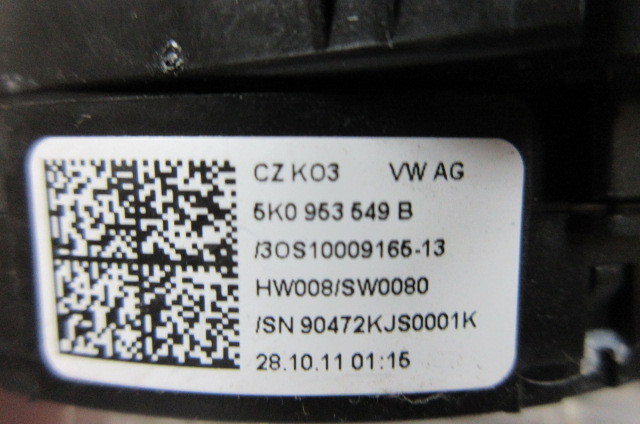 CZ KO3 VW AG
5K0 953 549 B
/3OS10009165-13
HW008/SW0080
/SN 90472KJS0001K
28.10.11 01:15